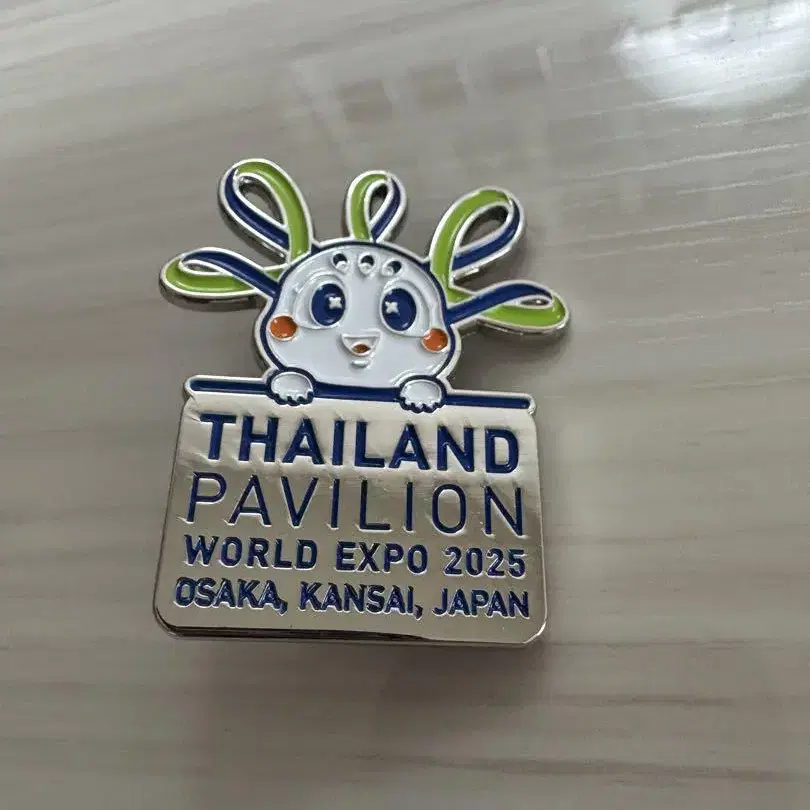 THAILAND
PAVILION
WORLD EXPO 2025
OSAKA, KANSAI, JAPAN